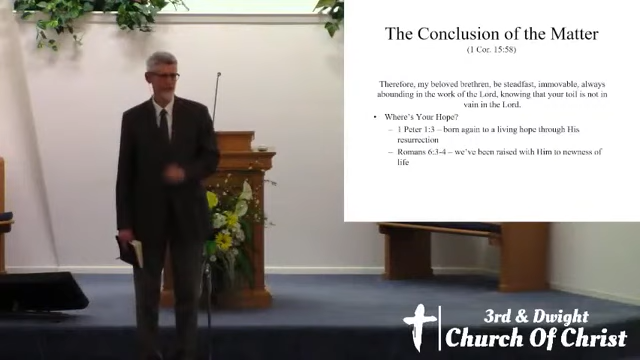 The Conclusion of the Matter
(1 Cor. 15:58)
Therefore, my beloved brethren, be steadfast, immovable, always
abounding in the work of the Lord, knowing that your toil is not in
vain in the Lord.
• Where's Your Hope?
– 1 Peter 1:3 – born again to a living hope through His
resurrection
– Romans 6:3-4 – we've been raised with Him to newness of
life
3rd & Dwight
Church Of Christ